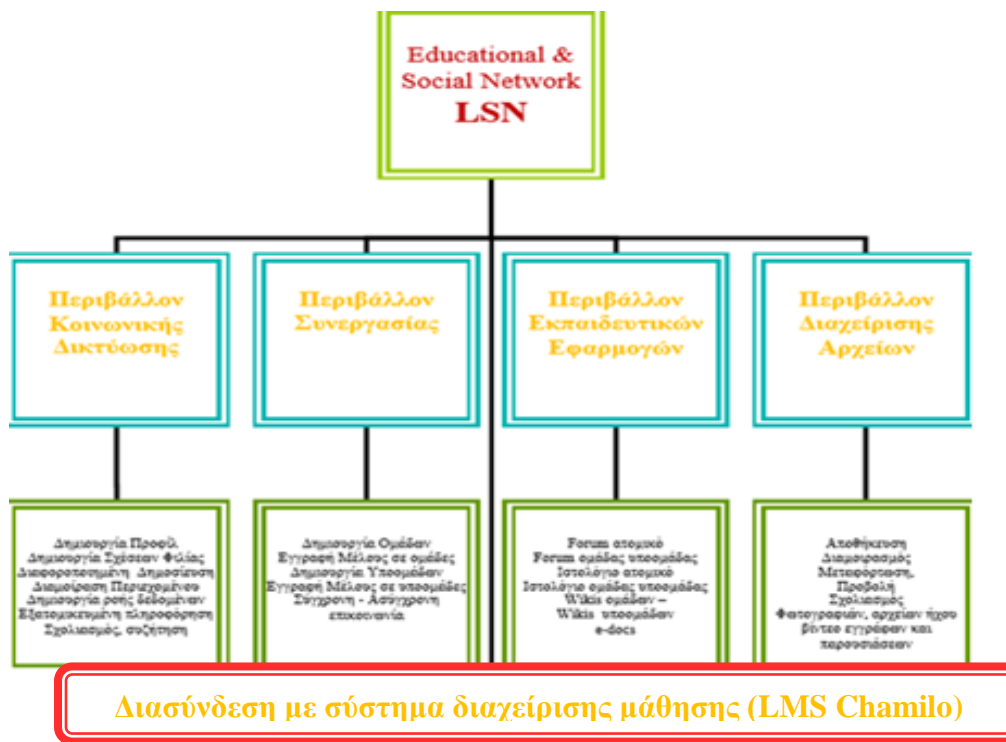 Educational &
Social Network
LSN
Περιβάλλον
Κοινωνικής
Δικτύωσης
Περιβάλλον
Συνεργασίας
Περιβάλλον
Εκπαιδευτικών
Εφαρμογών
Περιβάλλον
Διαχείρισης
Αρχείων
Δημιουργία Προφίλ
Δημιουργία Σχέσεων Φιλίας
Διαφοροποιημένη Δημοσίευση
Διαμοίραση Περιεχομένου
Δημιουργία ροής δεδομένων
Εξατομικευμένη πληροφόρηση
Σχολιασμός, συζήτηση
Δημιουργία Ομάδων
Εγγραφή Μέλους σε ομάδες
Δημιουργία Υποομάδων
Εγγραφή Μέλους σε υποομάδες
Σύγχρονη - Ασύγχρονη
επικοινωνία
Forum ατομικό
Forum ομάδας υποομάδας
Ιστολόγιο ατομικό
Ιστολόγιο ομάδας υποομάδας
Wikis ομάδων –
Wikis υποομάδων
e-docs
Αποθήκευση
Διαμοιρασμός
Μεταφόρτωση,
Προβολή
Σχολιασμός
Φωτογραφιών, αρχείων ήχου
βίντεο εγγράφων και
παρουσιάσεων
Διασύνδεση με σύστημα διαχείρισης μάθησης (LMS Chamilo)